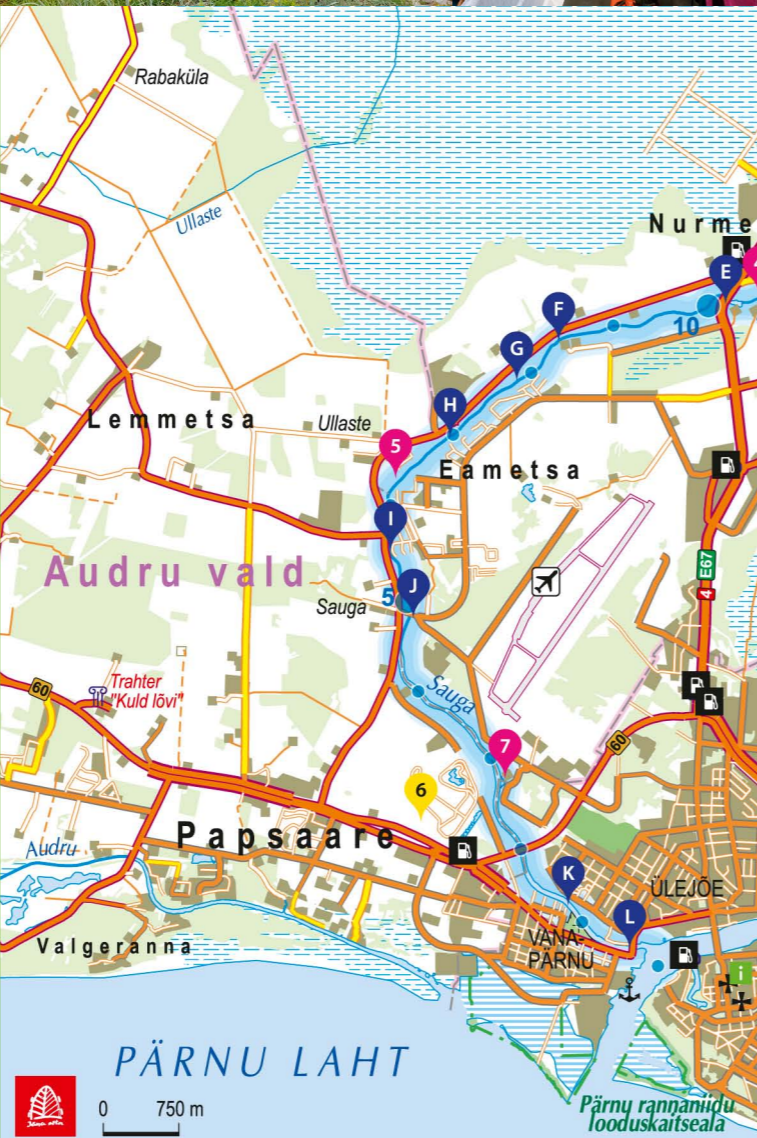 Rabaküla
Ullaste
Nurme
E
F
10
G
H
Lemmetsa
Ullaste
5
Eametsa
I
Audru vald
J
5
Sauga
E67
4
60
Trahter
"Kuld lõvi"
Sauga
7
60
6
Papsaare
Audru
K
ÜLEJÕE
L
VANA-
PÄRNU
Valgeranna
i
PÄRNU LAHT
0 750 m
Pärnu rannaniidu
looduskaitseala